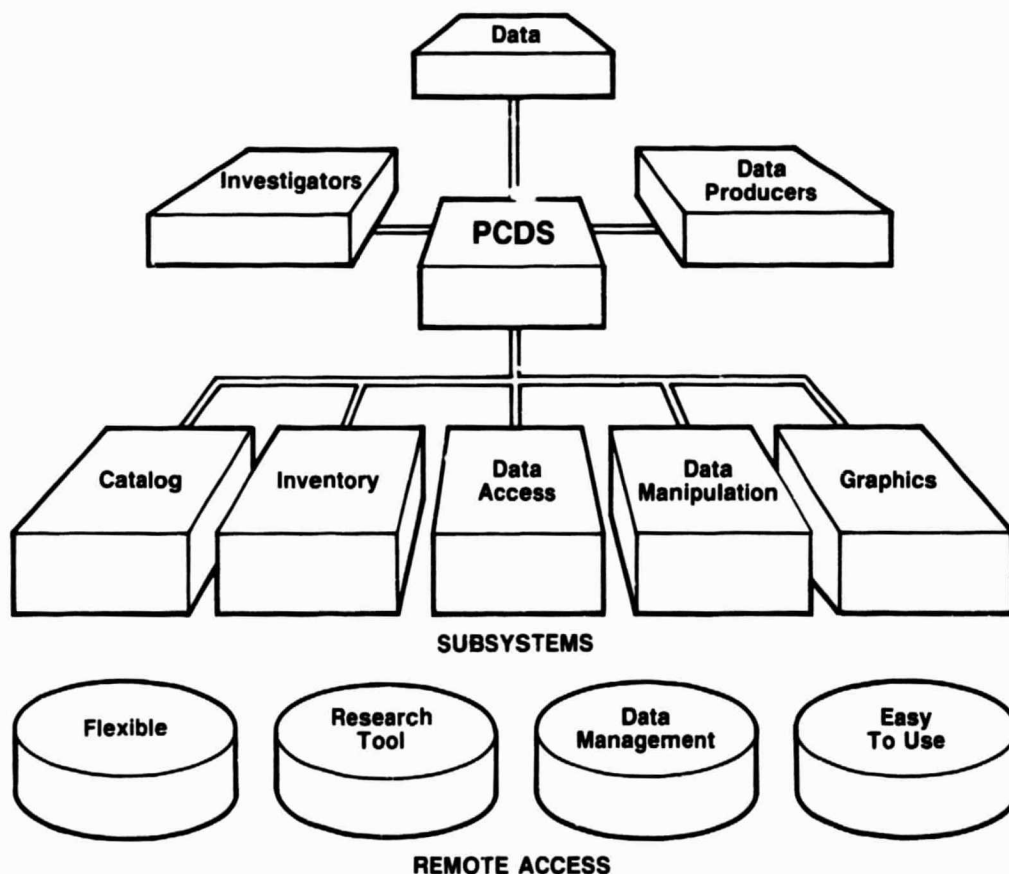 Data
Investigators
Data
Producers
PCDS
Catalog
Inventory
Data
Access
Data
Manipulation
Graphics
SUBSYSTEMS
Flexible
Research
Tool
Data
Management
Easy
To Use
REMOTE ACCESS